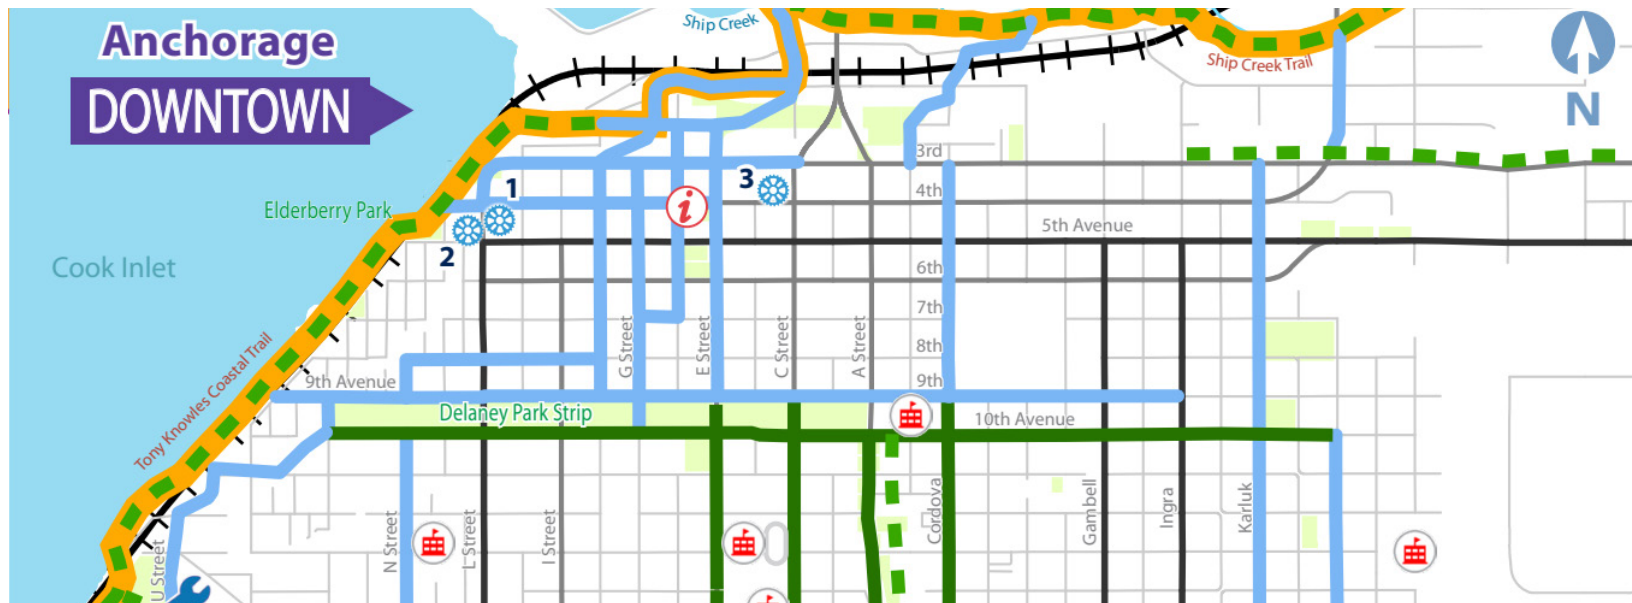 Anchorage
DOWNTOWN
Ship Creek
Ship Creek Trail
N
3rd
1
3
4th
i
Elderberry Park
5th Avenue
2
Cook Inlet
6th
7th
G Street
E Street
C Street
A Street
8th
Tony Knowles Coastal Trail
9th Avenue
9th
Delaney Park Strip
10th Avenue
N Street
L Street
I Street
Cordova
Gambell
Ingra
Karluk
U Street